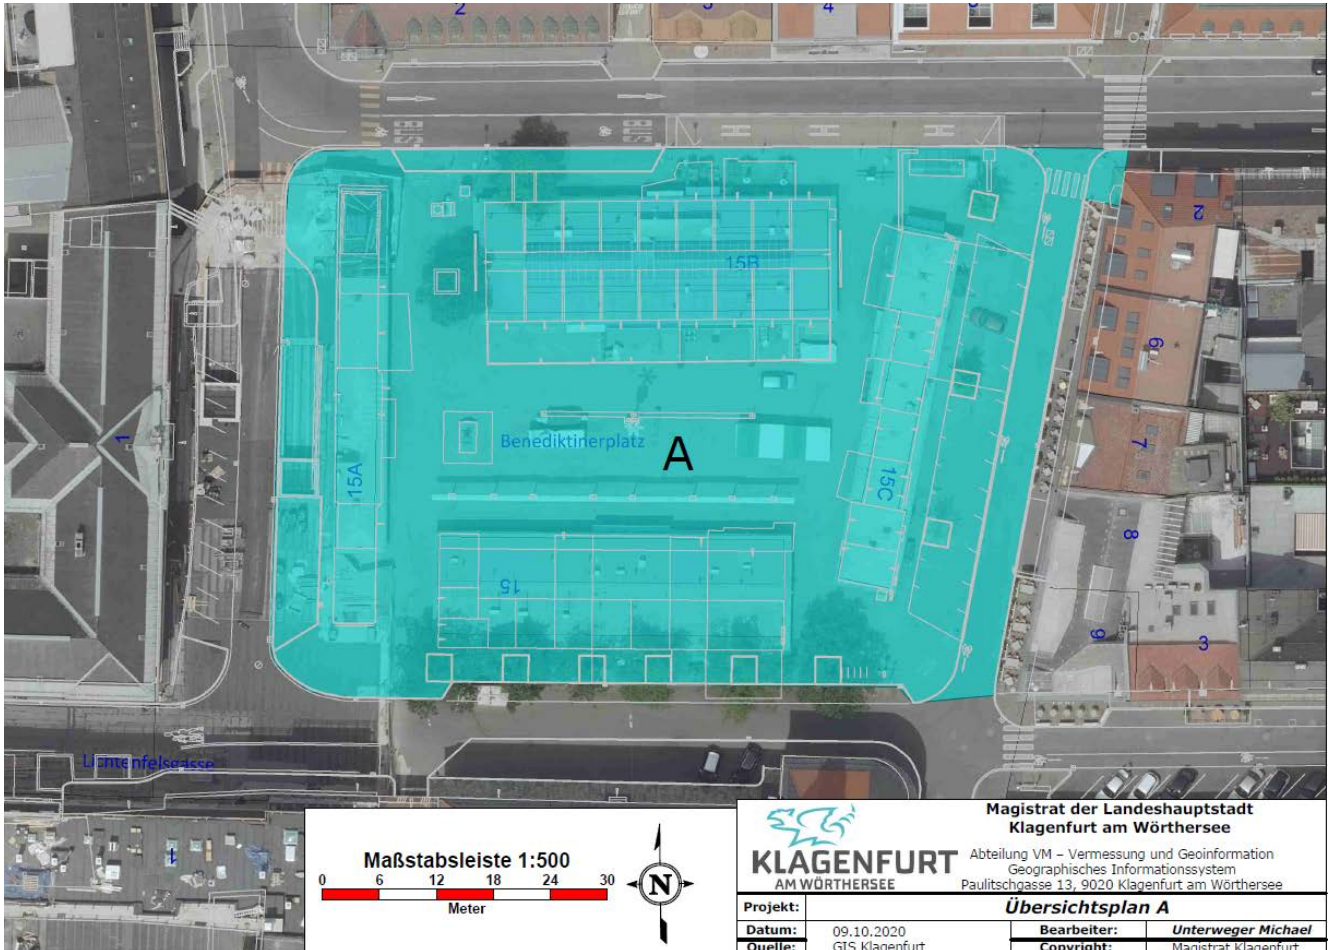 2
4
BUS
BUS
2
15B
6
1
Benediktinerplatz
A
7
15A
15C
8
15
9
3
Lichtenfelsgasse
1
Maßstabsleiste 1:500
0 6 12 18 24 30
Meter
N
KLAGENFURT
AM WÖRTHERSEE
Magistrat der Landeshauptstadt
Klagenfurt am Wörthersee
Abteilung VM – Vermessung und Geoinformation
Geographisches Informationssystem
Paulitschgasse 13, 9020 Klagenfurt am Wörthersee
Projekt: Übersichtsplan A
Datum: 09.10.2020 Bearbeiter: Unterweger Michael
Quelle: GIS Klagenfurt Copyright: Magistrat Klagenfurt